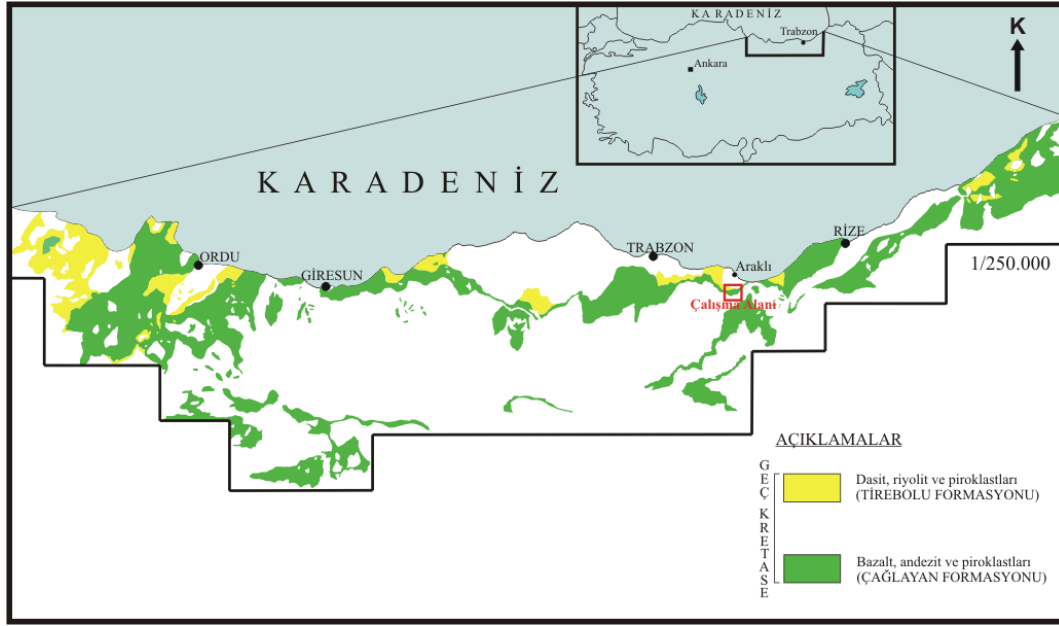 KARADENİZ
Trabzon
Ankara
K
KARADENİZ
ORDU
GİRESUN
TRABZON
Araklı
RİZE
Çalışma Alanı
1/250.000
AÇIKLAMALAR
GEÇ KRETASE
Dasit, riyolit ve piroklastları
(TİREBOLU FORMASYONU)
Bazalt, andezit ve piroklastları
(ÇAĞLAYAN FORMASYONU)